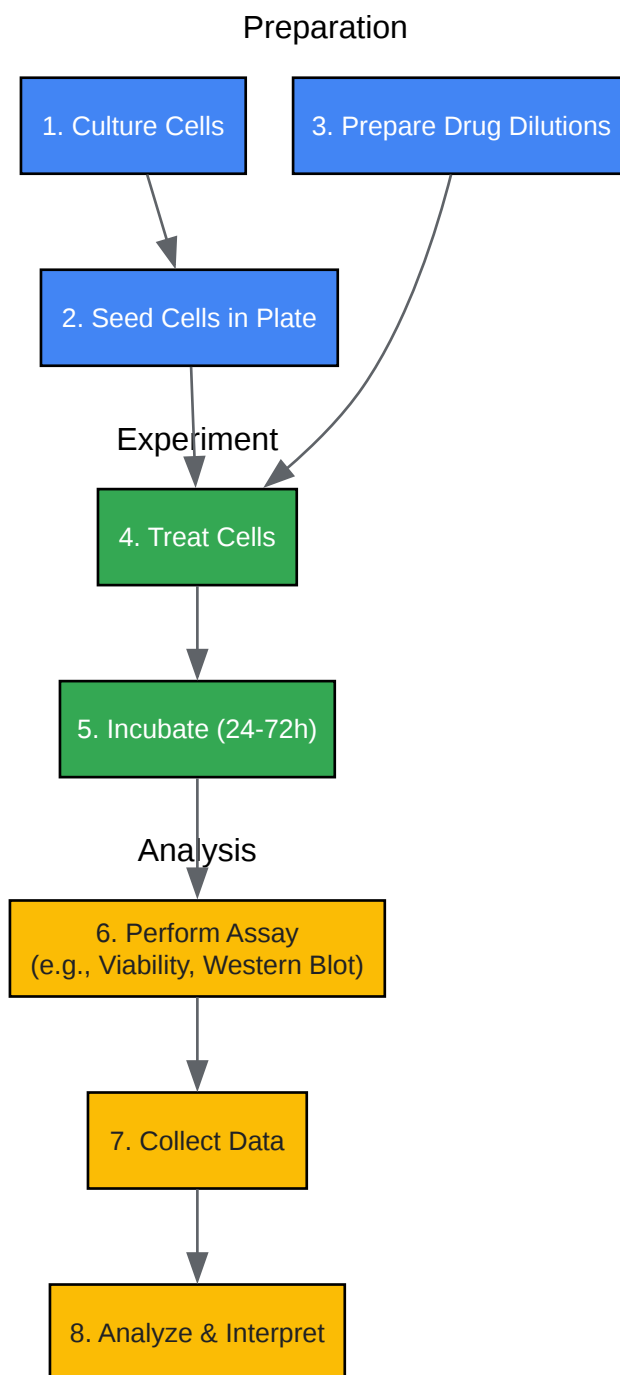 Preparation
1. Culture Cells
3. Prepare Drug Dilutions
2. Seed Cells in Plate
Experiment
4. Treat Cells
5. Incubate (24-72h)
Analysis
6. Perform Assay
(e.g., Viability, Western Blot)
7. Collect Data
8. Analyze & Interpret